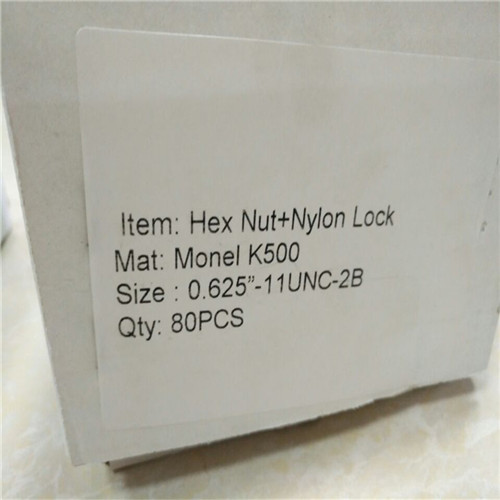 Item: Hex Nut+Nylon Lock
Mat: Monel K500
Size : 0.625”-11UNC-2B
Qty: 80PCS